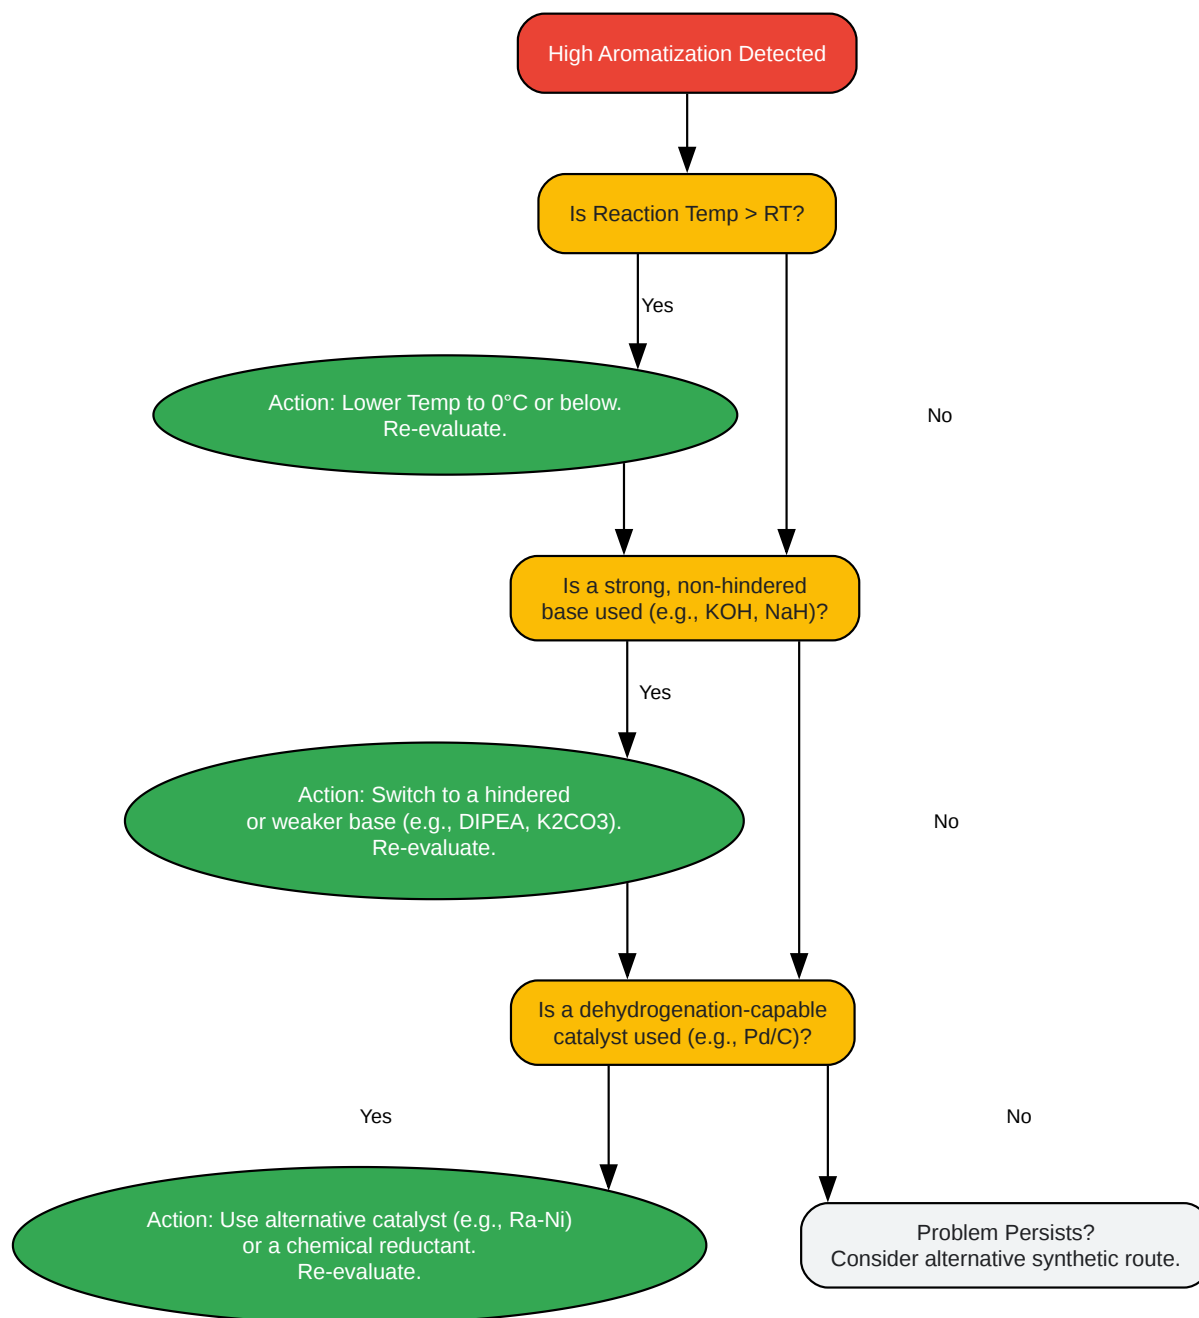 High Aromatization Detected
Is Reaction Temp > RT?
Yes
Action: Lower Temp to 0°C or below.
Re-evaluate.
No
Is a strong, non-hindered
base used (e.g., KOH, NaH)?
Yes
Action: Switch to a hindered
or weaker base (e.g., DIPEA, K2CO3).
Re-evaluate.
No
Is a dehydrogenation-capable
catalyst used (e.g., Pd/C)?
Yes
No
Action: Use alternative catalyst (e.g., Ra-Ni)
or a chemical reductant.
Re-evaluate.
Problem Persists?
Consider alternative synthetic route.